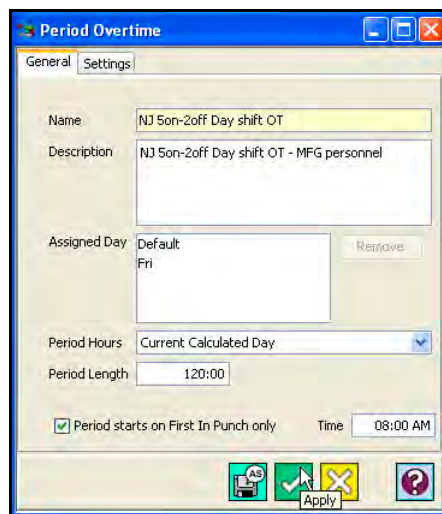 Period Overtime
General Settings
Name NJ 5on-2off Day shift OT
Description NJ 5on-2off Day shift OT - MFG personnel
Assigned Day Default
Fri
Remove
Period Hours Current Calculated Day
Period Length 120:00
Period starts on First In Punch only Time 08:00 AM
AS
?
Apply